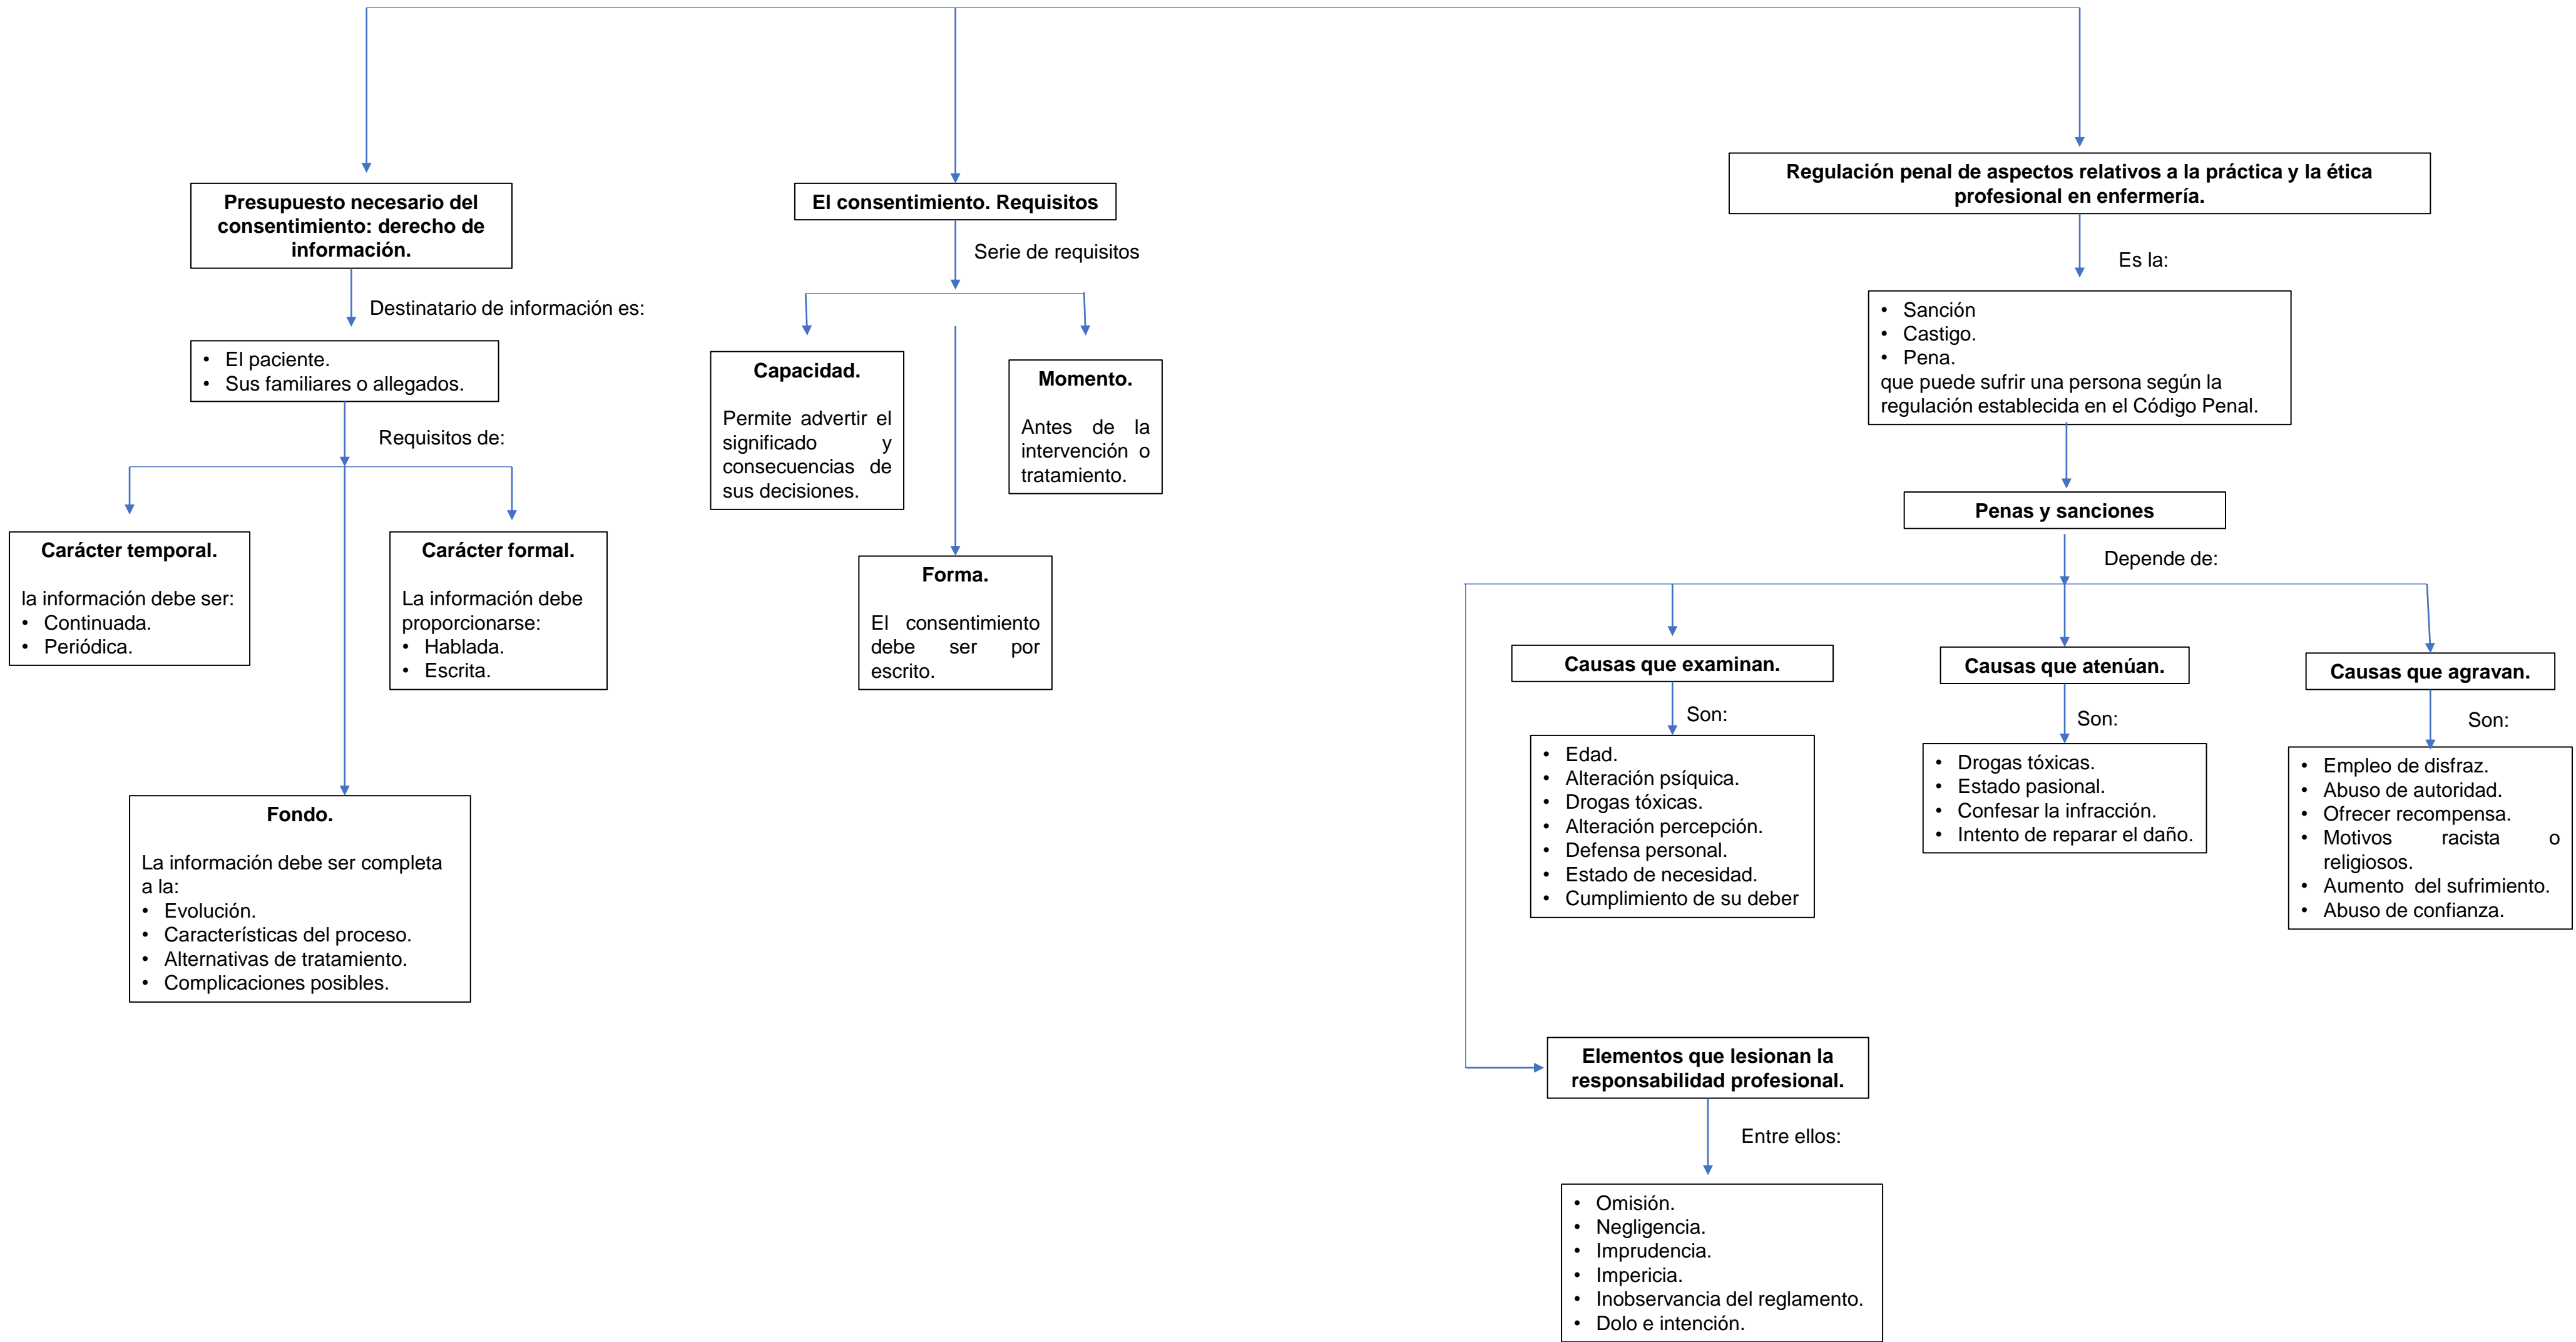 Presupuesto necesario del
consentimiento: derecho de
información.
Destinatario de información es:
• El paciente.
• Sus familiares o allegados.
Requisitos de:
Carácter temporal.
la información debe ser:
• Continuada.
• Periódica.
Carácter formal.
La información debe
proporcionarse:
• Hablada.
• Escrita.
Fondo.
La información debe ser completa
a la:
• Evolución.
• Características del proceso.
• Alternativas de tratamiento.
• Complicaciones posibles.
El consentimiento. Requisitos
Serie de requisitos
Capacidad.
Permite advertir el
significado y
consecuencias de
sus decisiones.
Momento.
Antes de la
intervención o
tratamiento.
Forma.
El consentimiento
debe ser por
escrito.
Regulación penal de aspectos relativos a la práctica y la ética
profesional en enfermería.
Es la:
• Sanción
• Castigo.
• Pena.
que puede sufrir una persona según la
regulación establecida en el Código Penal.
Penas y sanciones
Depende de:
Causas que examinan.
Son:
• Edad.
• Alteración psíquica.
• Drogas tóxicas.
• Alteración percepción.
• Defensa personal.
• Estado de necesidad.
• Cumplimiento de su deber
Causas que atenúan.
Son:
• Drogas tóxicas.
• Estado pasional.
• Confesar la infracción.
• Intento de reparar el daño.
Causas que agravan.
Son:
• Empleo de disfraz.
• Abuso de autoridad.
• Ofrecer recompensa.
• Motivos racista o
religiosos.
• Aumento del sufrimiento.
• Abuso de confianza.
Elementos que lesionan la
responsabilidad profesional.
Entre ellos:
• Omisión.
• Negligencia.
• Imprudencia.
• Impericia.
• Inobservancia del reglamento.
• Dolo e intención.